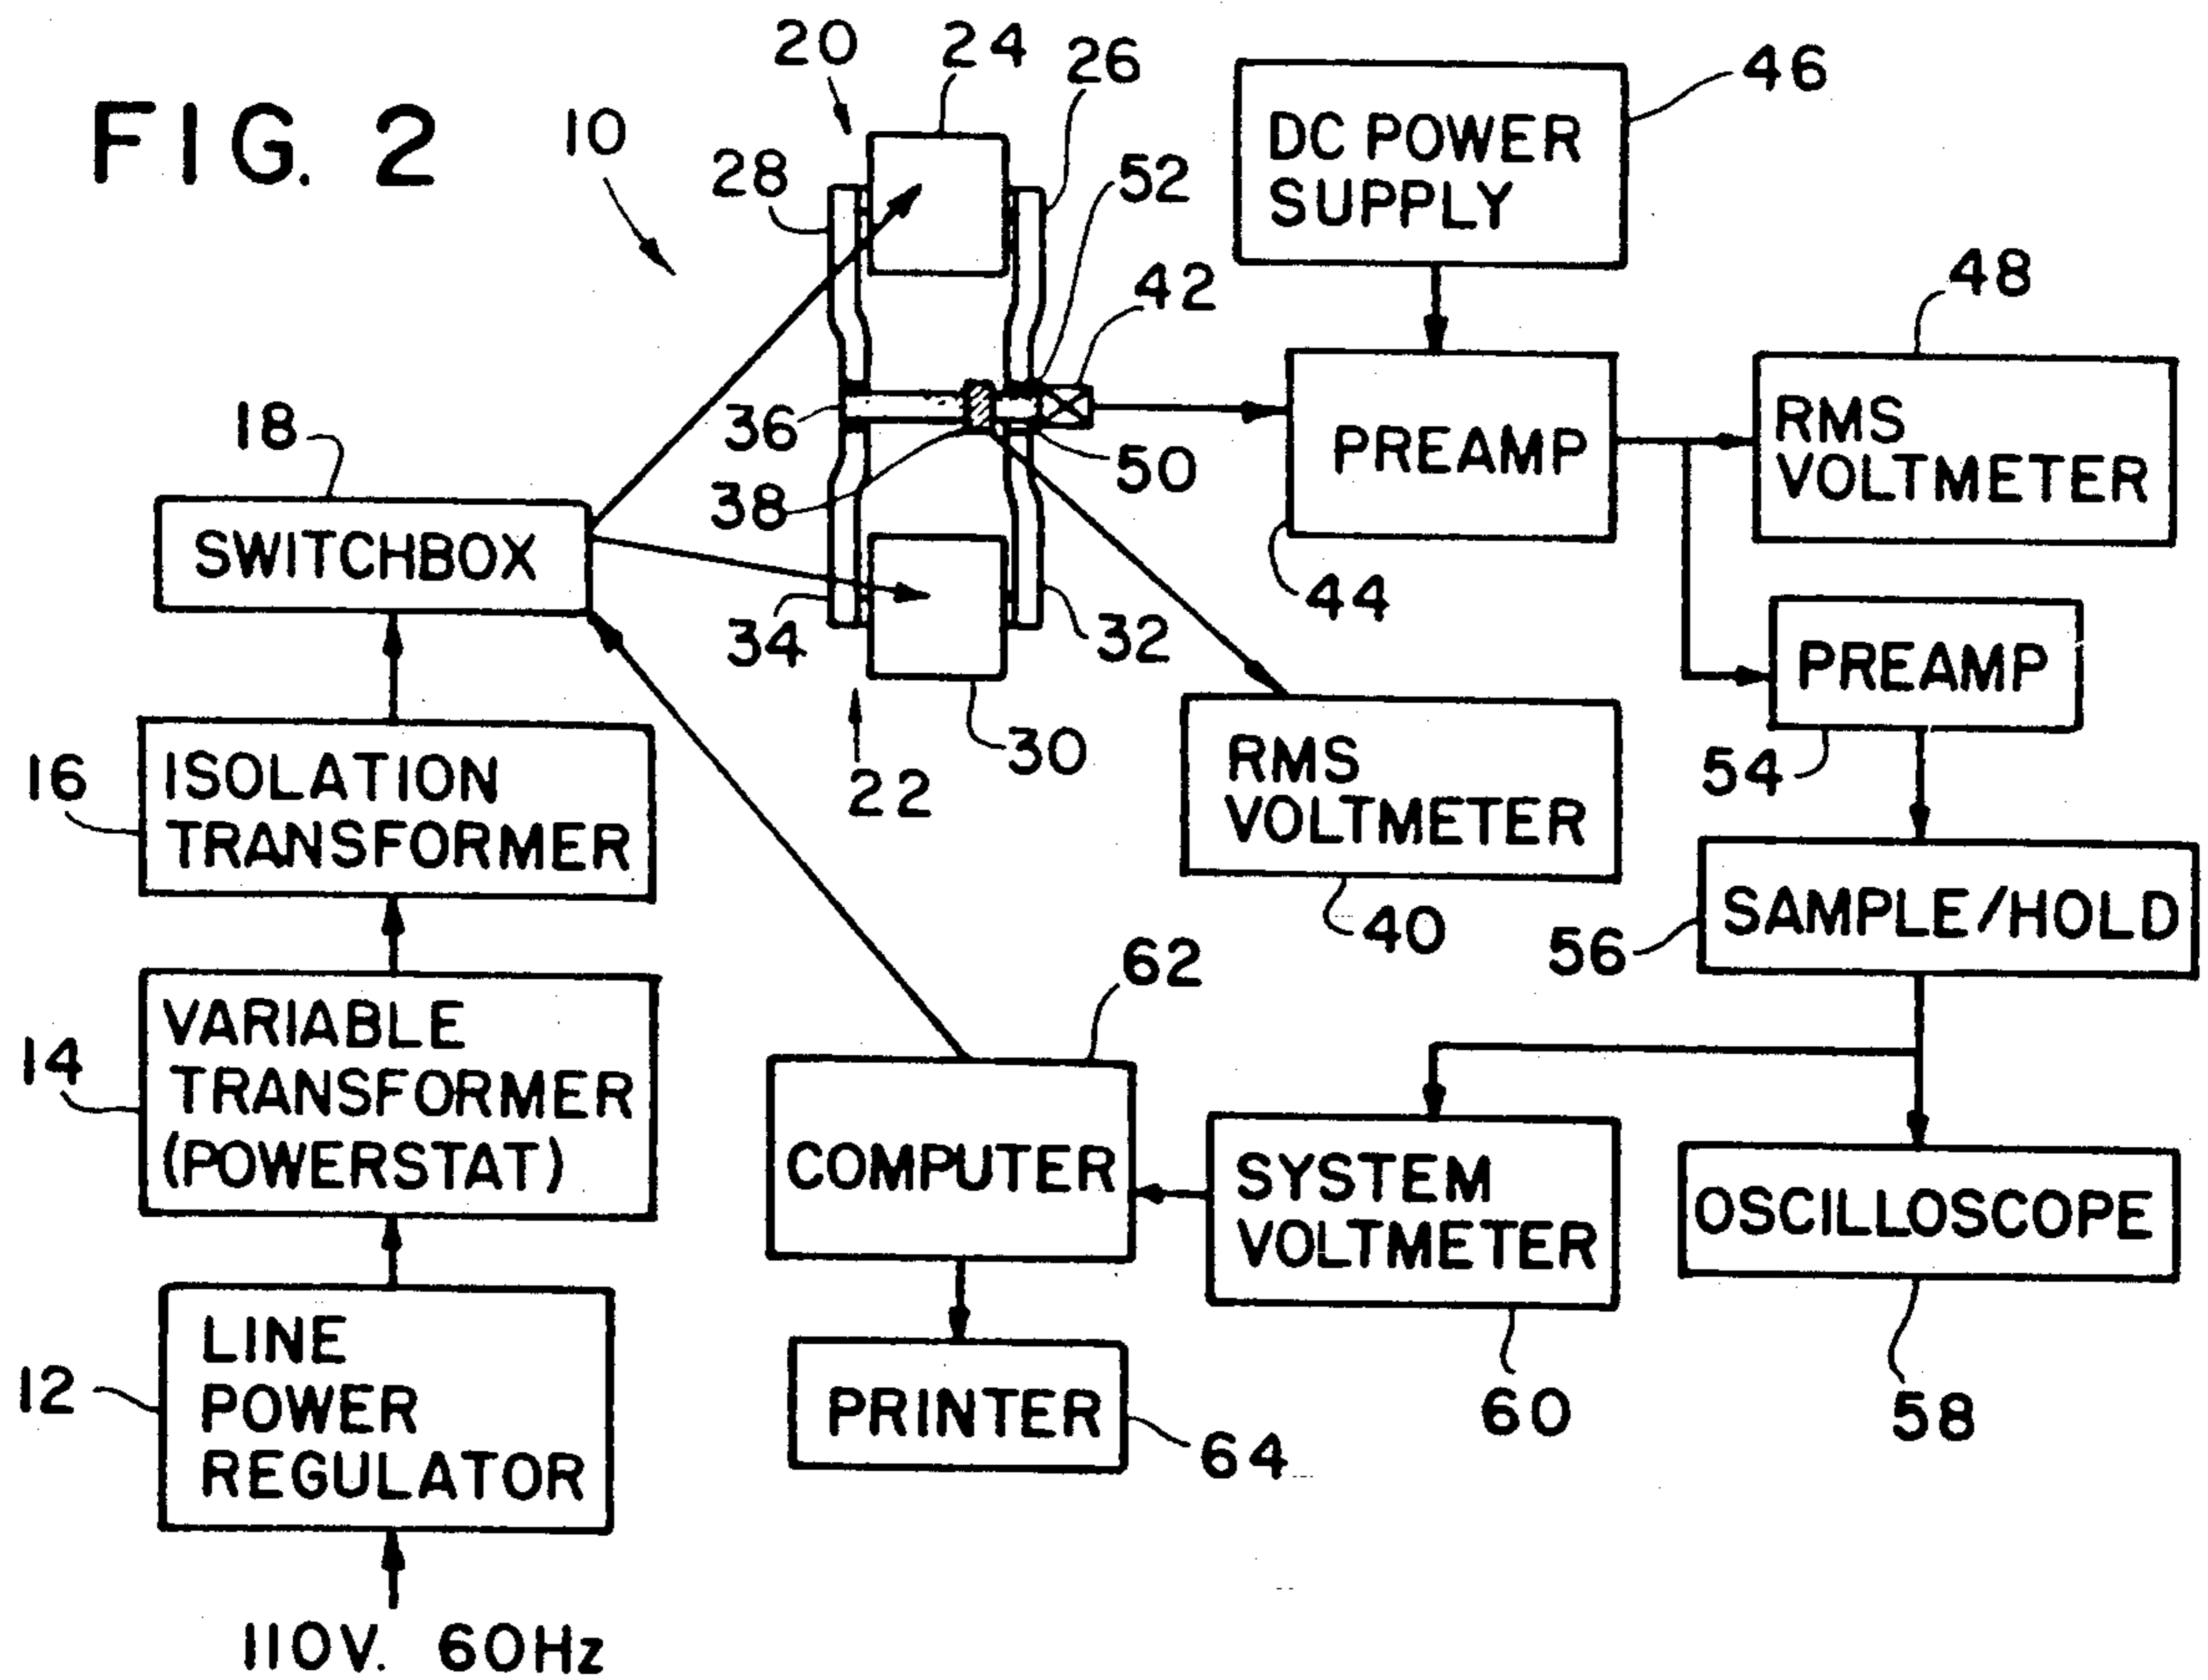 FIG. 2
10
20
24
26
28
52
42
46
DC POWER
SUPPLY
48
RMS
VOLTMETER
PREAMP
44
36
38
50
18
SWITCHBOX
34
32
30
22
PREAMP
54
16
ISOLATION
TRANSFORMER
RMS
VOLTMETER
40
SAMPLE/HOLD
56
62
14
VARIABLE
TRANSFORMER
(POWERSTAT)
COMPUTER
SYSTEM
VOLTMETER
60
OSCILLOSCOPE
58
12
LINE
POWER
REGULATOR
PRINTER
64
110V. 60Hz